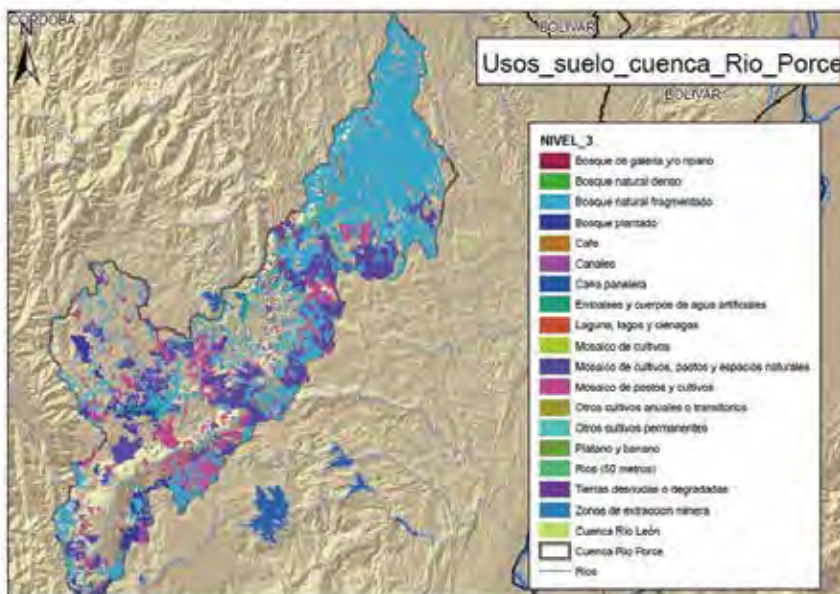 CORDOBA
N
BOLIVAR
Usos_suelo_cuenca_Rio_Porce
BOLIVAR
NIVEL_3
Bosque de galeria y/o ripario
Bosque natural denso
Bosque natural fragmentado
Bosque plantado
Cafe
Canales
Caña panelera
Embalses y cuerpos de agua artificiales
Laguna, lagos y cienagas
Mosaico de cultivos
Mosaico de cultivos, pastos y espacios naturales
Mosaico de pastos y cultivos
Otros cultivos anuales o transitorios
Otros cultivos permanentes
Platano y banano
Rios (50 metros)
Tierras desnudas o degradadas
Zonas de extraccion minera
Cuenca Río León
Cuenca Rio Porce
Rios